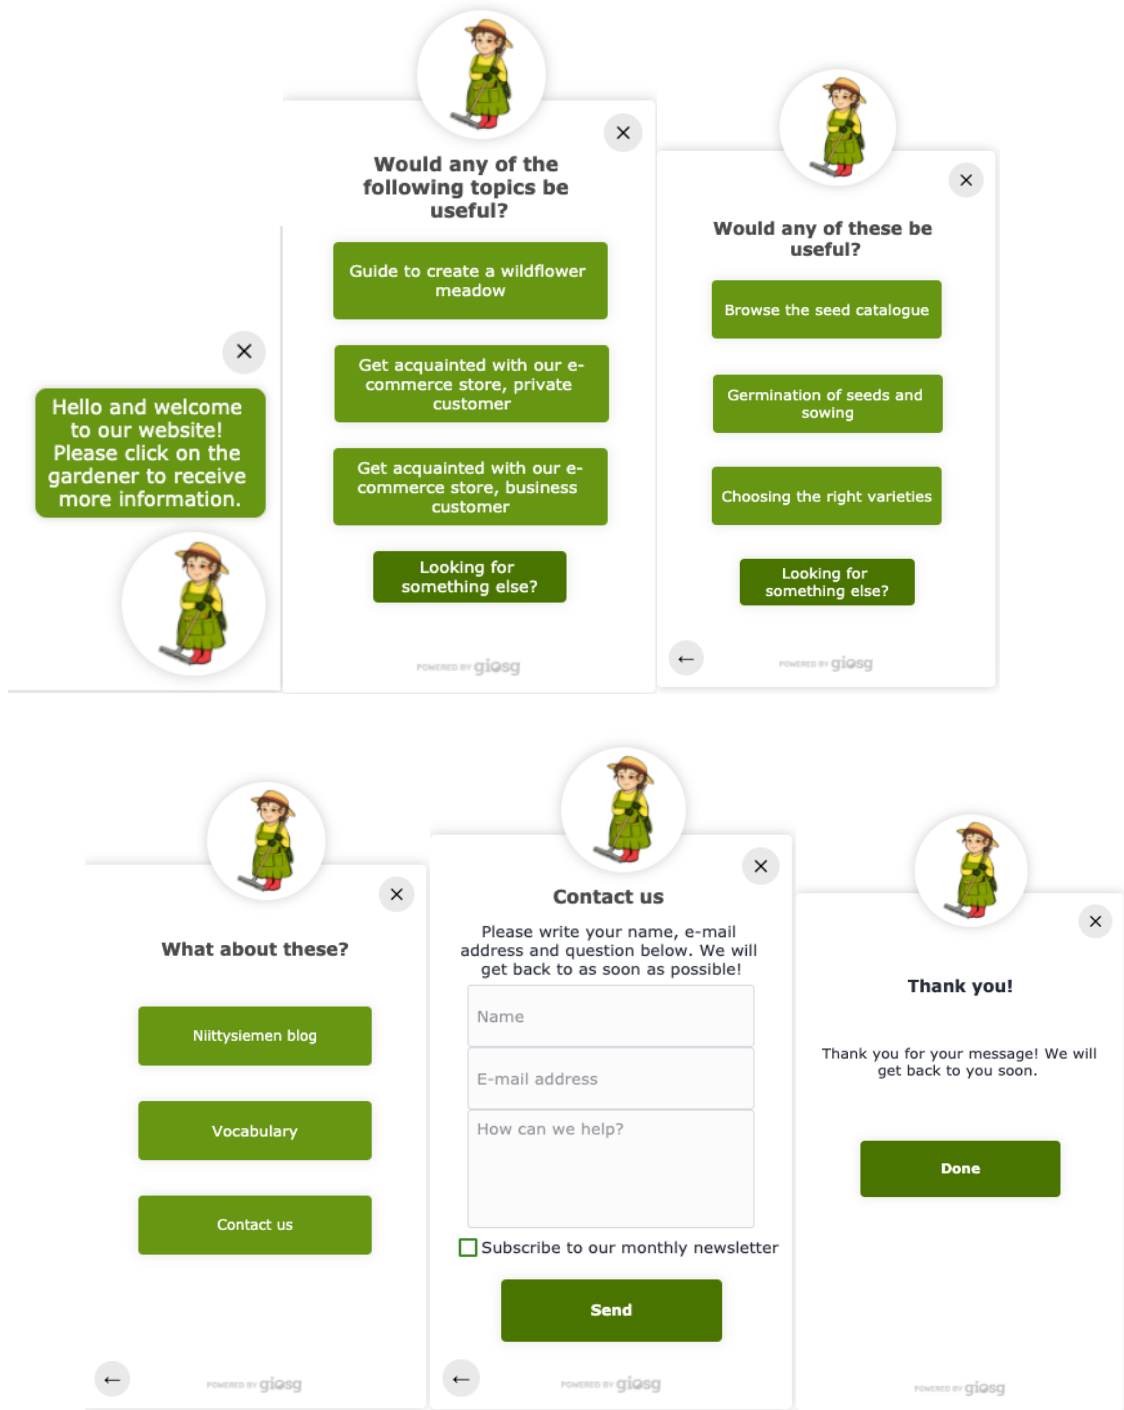 Hello and welcome
to our website!
Please click on the
gardener to receive
more information.
Would any of the
following topics be
useful?
Guide to create a wildflower
meadow
Get acquainted with our e-
commerce store, private
customer
Get acquainted with our e-
commerce store, business
customer
Looking for
something else?
POWERED BY giosg
Would any of these be
useful?
Browse the seed catalogue
Germination of seeds and
sowing
Choosing the right varieties
Looking for
something else?
←
POWERED BY giosg
What about these?
Niittysiemen blog
Vocabulary
Contact us
←
POWERED BY giosg
Contact us
Please write your name, e-mail
address and question below. We will
get back to as soon as possible!
Name
E-mail address
How can we help?
Subscribe to our monthly newsletter
Send
←
POWERED BY giosg
Thank you!
Thank you for your message! We will
get back to you soon.
Done
POWERED BY giosg